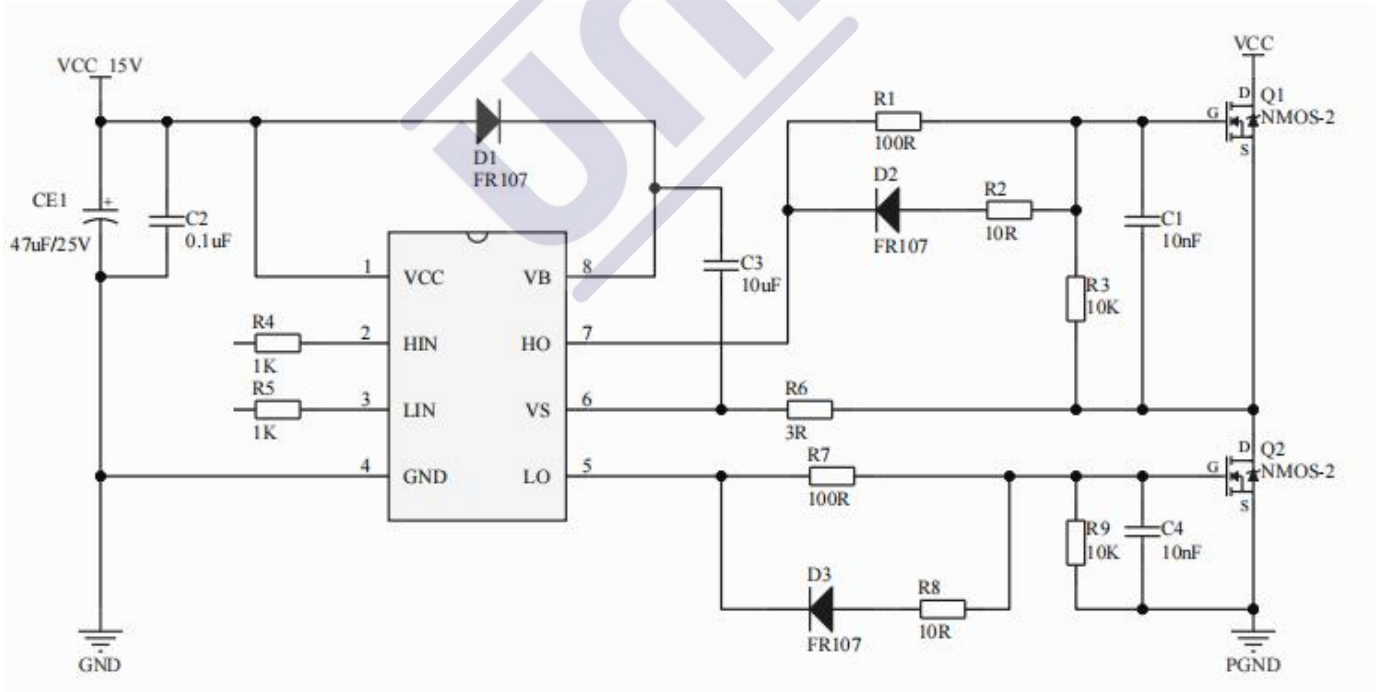 VCC 15V
VCC
D
Q1
G
NMOS-2
S
R1
100R
D1
FR107
D2
FR107
R2
10R
CE1
+
47uF/25V
C2
0.1uF
C1
10nF
C3
10uF
R3
10K
1
VCC
VB
8
R4
1K
2
HIN
HO
7
R5
1K
3
LIN
VS
6
R6
3R
4
GND
LO
5
R7
100R
D
Q2
G
NMOS-2
S
R9
10K
C4
10nF
D3
FR107
R8
10R
GND
PGND